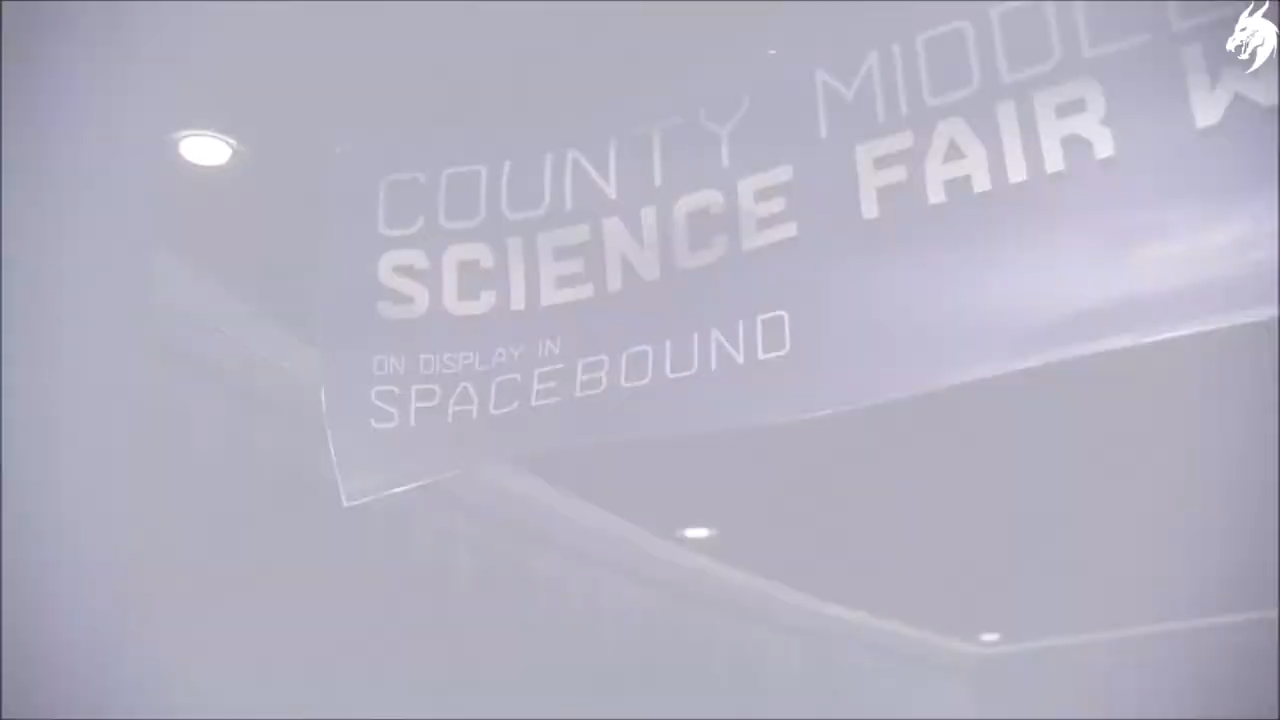 COUNTY MIDDLE
SCIENCE FAIR W
ON DISPLAY IN
SPACEBOUND